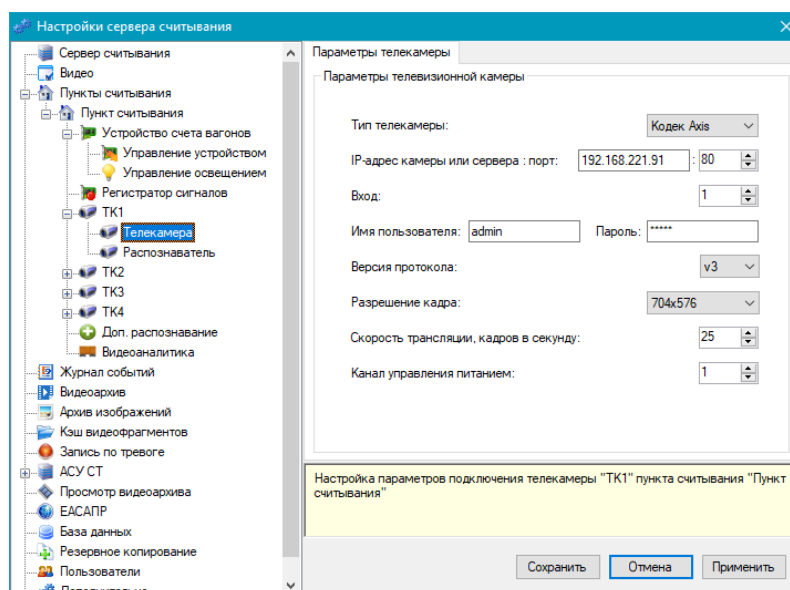 Настройки сервера считывания
Сервер считывания
Видео
Пункты считывания
Пункт считывания
Устройство счета вагонов
Управление устройством
Управление освещением
Регистратор сигналов
ТК1
Телекамера
Распознаватель
ТК2
ТК3
ТК4
Доп. распознавание
Видеоаналитика
Журнал событий
Видеоархив
Архив изображений
Кэш видеофрагментов
Запись по тревоге
АСУ СТ
Просмотр видеоархива
ЕАСАПР
База данных
Резервное копирование
Пользователи
Параметры телекамеры
Параметры телевизионной камеры
Тип телекамеры: Кодек Axis
IP-адрес камеры или сервера : порт: 192.168.221.91 : 80
Вход: 1
Имя пользователя: admin Пароль: *****
Версия протокола: v3
Разрешение кадра: 704x576
Скорость трансляции, кадров в секунду: 25
Канал управления питанием: 1
Настройка параметров подключения телекамеры "ТК1" пункта считывания "Пункт
считывания"
Сохранить Отмена Применить